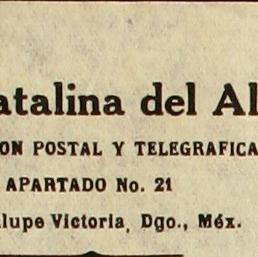 atalina del Al
ON POSTAL Y TELEGRAFICA
APARTADO No. 21
lupe Victoria, Dgo., Méx.